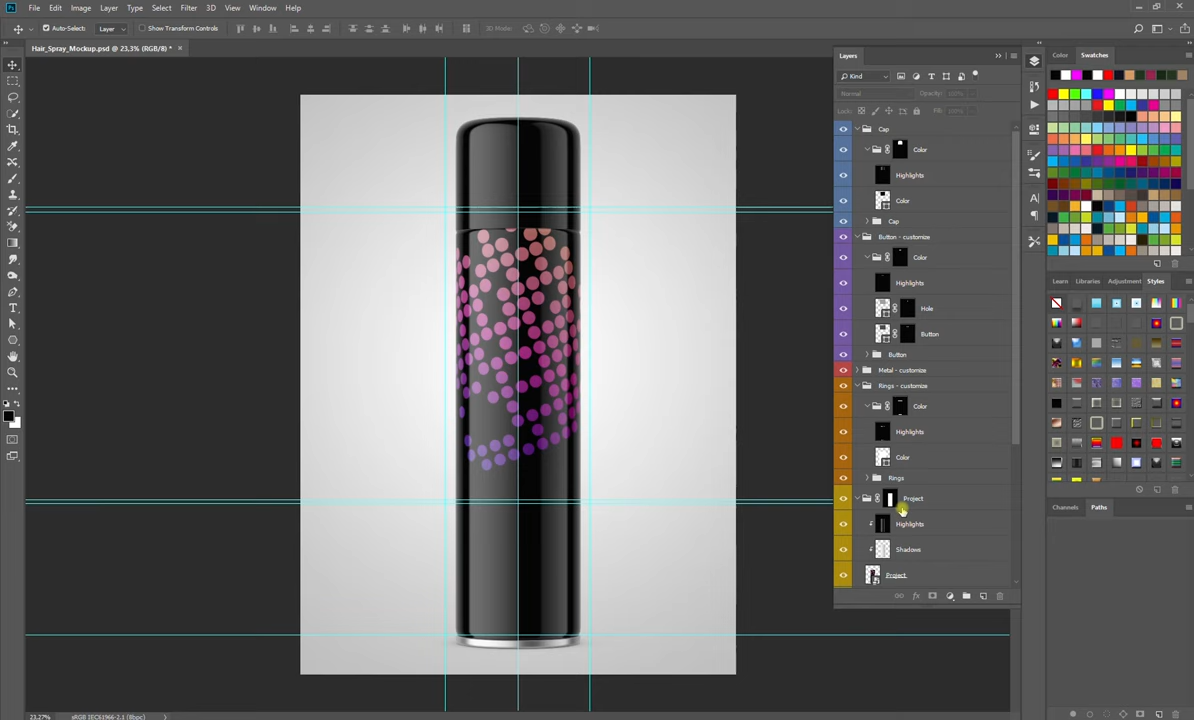 File Edit Image Layer Type Select Filter 3D View Window Help
Auto-Select: Layer Show Transform Controls 3D Mode:
Hair_Spray_Mockup.psd @ 23,3% (RGB/8) *
Layers
Kind
Normal Opacity: 100%
Lock: Fill: 100%
Cap
Color
Highlights
Color
Cap
Button - customize
Color
Highlights
Hole
Button
Button
Metal - customize
Rings - customize
Color
Highlights
Color
Rings
Project
Highlights
Shadows
Project
Color Swatches
Learn Libraries Adjustment Styles
Channels Paths
23,27% sRGB IEC61966-2.1 (8bpc)